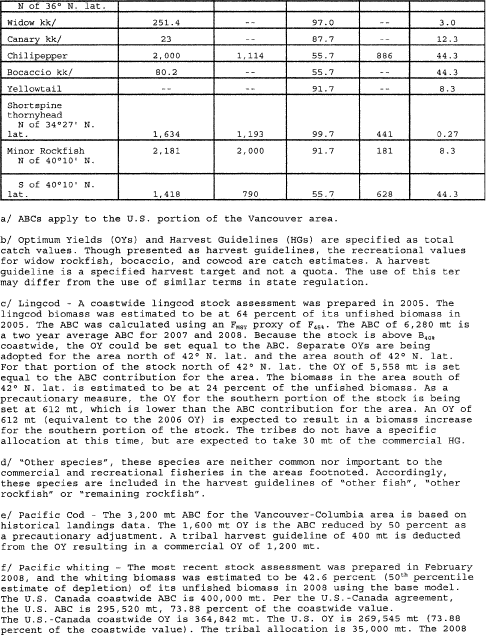 N of 36° N. lat.
Widow kk/ 251.4 -- 97.0 -- 3.0
Canary kk/ 23 -- 87.7 -- 12.3
Chilipepper 2,000 1,114 55.7 886 44.3
Bocaccio kk/ 80.2 -- 55.7 -- 44.3
Yellowtail -- -- 91.7 -- 8.3
Shortspine
thornyhead
N of 34°27' N.
lat. 1,634 1,193 99.7 441 0.27
Minor Rockfish 2,181 2,000 91.7 181 8.3
N of 40°10' N.
S of 40°10' N.
lat. 1,418 790 55.7 628 44.3
a/ ABCs apply to the U.S. portion of the Vancouver area.
b/ Optimum Yields (OYs) and Harvest Guidelines (HGs) are specified as total
catch values. Though presented as harvest guidelines, the recreational values
for widow rockfish, bocaccio, and cowcod are catch estimates. A harvest
guideline is a specified harvest target and not a quota. The use of this ter
may differ from the use of similar terms in state regulation.
c/ Lingcod - A coastwide lingcod stock assessment was prepared in 2005. The
lingcod biomass was estimated to be at 64 percent of its unfished biomass in
2005. The ABC was calculated using an FMSY proxy of F45%. The ABC of 6,280 mt is
a two year average ABC for 2007 and 2008. Because the stock is above B40%
coastwide, the OY could be set equal to the ABC. Separate OYs are being
adopted for the area north of 42° N. lat. and the area south of 42° N. lat.
For that portion of the stock north of 42° N. lat. the OY of 5,558 mt is set
equal to the ABC contribution for the area. The biomass in the area south of
42° N. lat. is estimated to be at 24 percent of the unfished biomass. As a
precautionary measure, the OY for the southern portion of the stock is being
set at 612 mt, which is lower than the ABC contribution for the area. An OY of
612 mt (equivalent to the 2006 OY) is expected to result in a biomass increase
for the southern portion of the stock. The tribes do not have a specific
allocation at this time, but are expected to take 30 mt of the commercial HG.
d/ "Other species", these species are neither common nor important to the
commercial and recreational fisheries in the areas footnoted. Accordingly,
these species are included in the harvest guidelines of "other fish", "other
rockfish" or "remaining rockfish".
e/ Pacific Cod - The 3,200 mt ABC for the Vancouver-Columbia area is based on
historical landings data. The 1,600 mt OY is the ABC reduced by 50 percent as
a precautionary adjustment. A tribal harvest guideline of 400 mt is deducted
from the OY resulting in a commercial OY of 1,200 mt.
f/ Pacific whiting - The most recent stock assessment was prepared in February
2008, and the whiting biomass was estimated to be 42.6 percent (50th percentile
estimate of depletion) of its unfished biomass in 2008 using the base model.
The U.S. Canada coastwide ABC is 400,000 mt. Per the U.S.-Canada agreement,
the U.S. ABC is 295,520 mt, 73.88 percent of the coastwide value.
The U.S.-Canada coastwide OY is 364,842 mt. The U.S. OY is 269,545 mt (73.88
percent of the coastwide value). The tribal allocation is 35,000 mt. The 2008